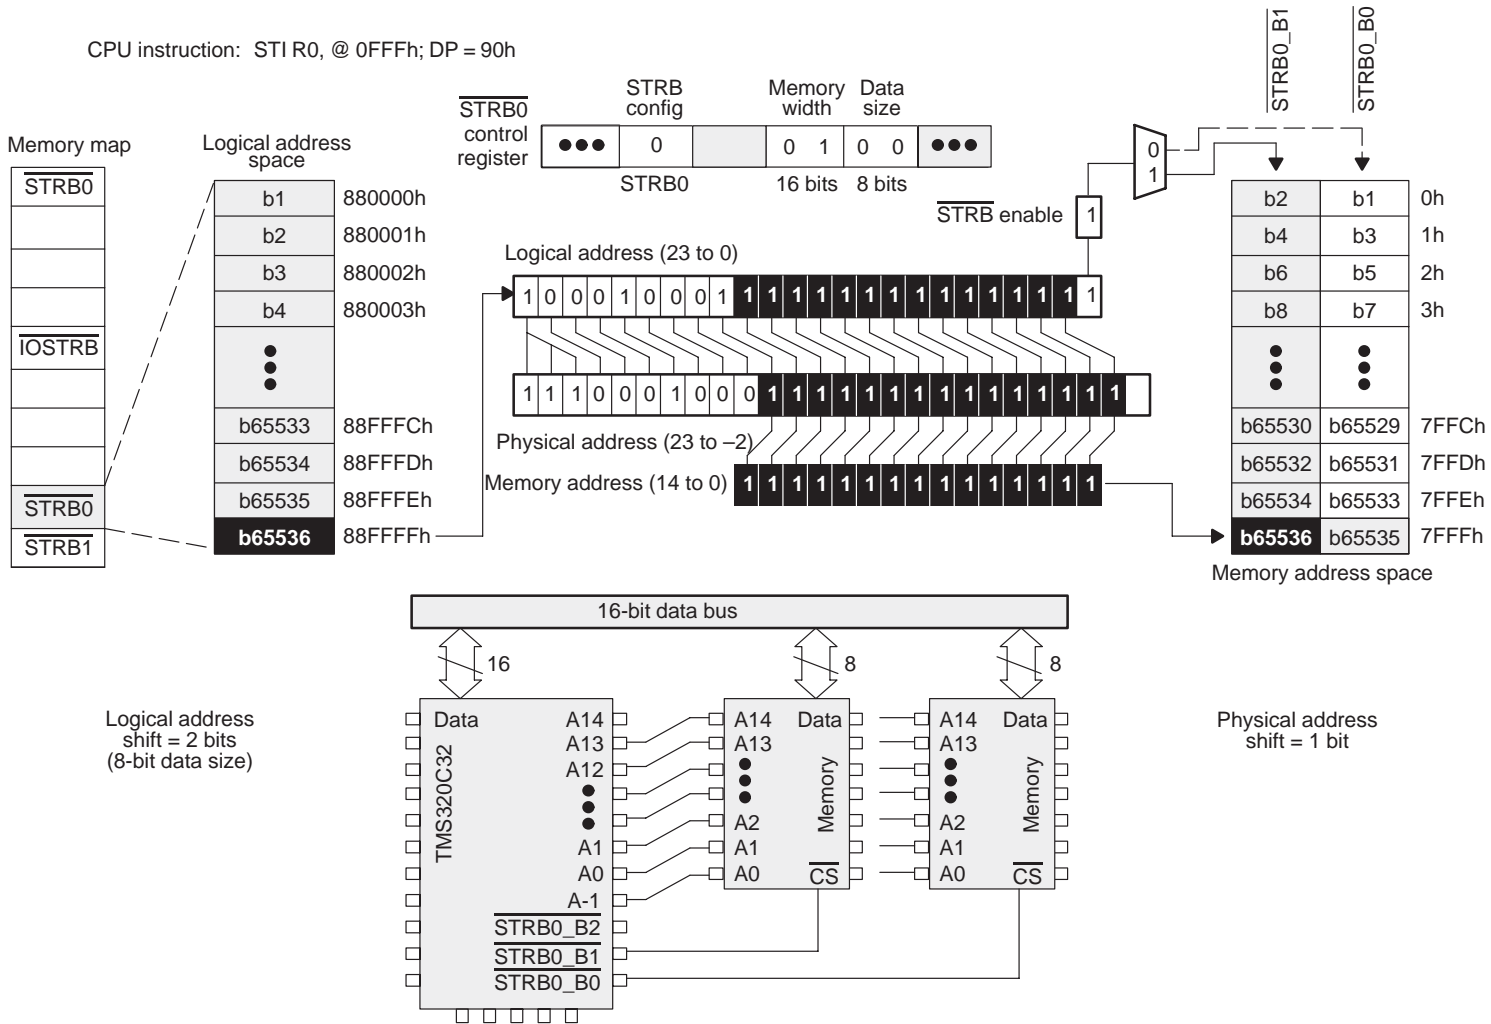 CPU instruction: STI R0, @ 0FFFh; DP = 90h
STRB0_B1
STRB0_B0
STRB0
control
register
STRB
config
Memory
width
Data
size
0
0 1
0 0
STRB0
16 bits
8 bits
Memory map
STRB0
IOSTRB
STRB0
STRB1
Logical address
space
b1 880000h
b2 880001h
b3 880002h
b4 880003h
b65533 88FFFCh
b65534 88FFFDh
b65535 88FFFEh
b65536 88FFFFh
STRB enable 1
0
1
Logical address (23 to 0)
1 0 0 0 1 0 0 0 1 1 1 1 1 1 1 1 1 1 1 1 1 1 1 1
1 1 1 0 0 0 1 0 0 0 1 1 1 1 1 1 1 1 1 1 1 1 1 1 1
Physical address (23 to –2)
Memory address (14 to 0)
1 1 1 1 1 1 1 1 1 1 1 1 1 1 1
b2 b1 0h
b4 b3 1h
b6 b5 2h
b8 b7 3h
b65530 b65529 7FFCh
b65532 b65531 7FFDh
b65534 b65533 7FFEh
b65536 b65535 7FFFh
Memory address space
16-bit data bus
16
8
8
Logical address
shift = 2 bits
(8-bit data size)
Data
TMS320C32
A14
A13
A12
A1
A0
A-1
STRB0_B2
STRB0_B1
STRB0_B0
A14 Data
A13
A2
A1
A0
Memory
CS
A14 Data
A13
A2
A1
A0
Memory
CS
Physical address
shift = 1 bit